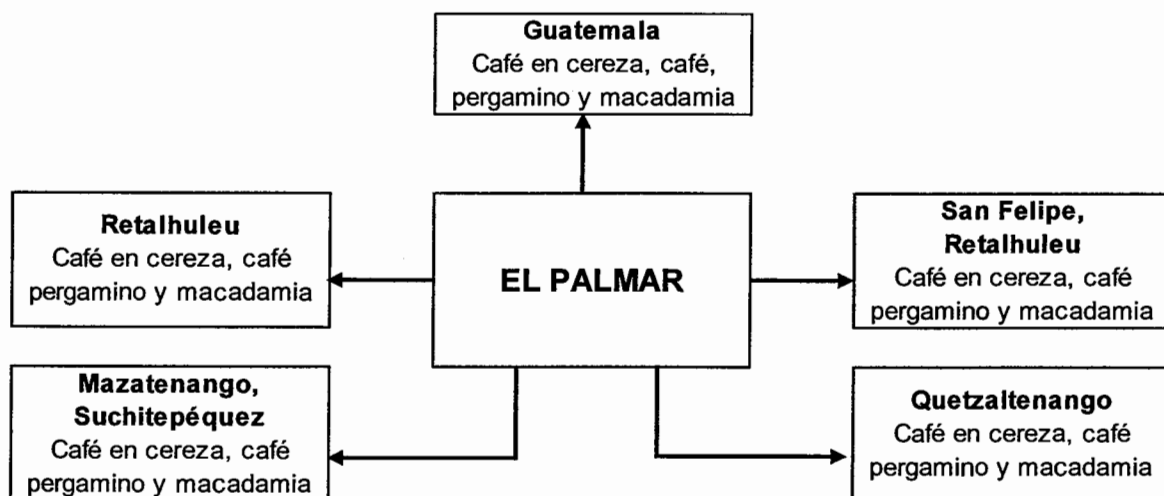 Guatemala
Café en cereza, café,
pergamino y macadamia
Retalhuleu
Café en cereza, café
pergamino y macadamia
EL PALMAR
San Felipe,
Retalhuleu
Café en cereza, café
pergamino y macadamia
Mazatenango,
Suchitepéquez
Café en cereza, café
pergamino y macadamia
Quetzaltenango
Café en cereza, café
pergamino y macadamia